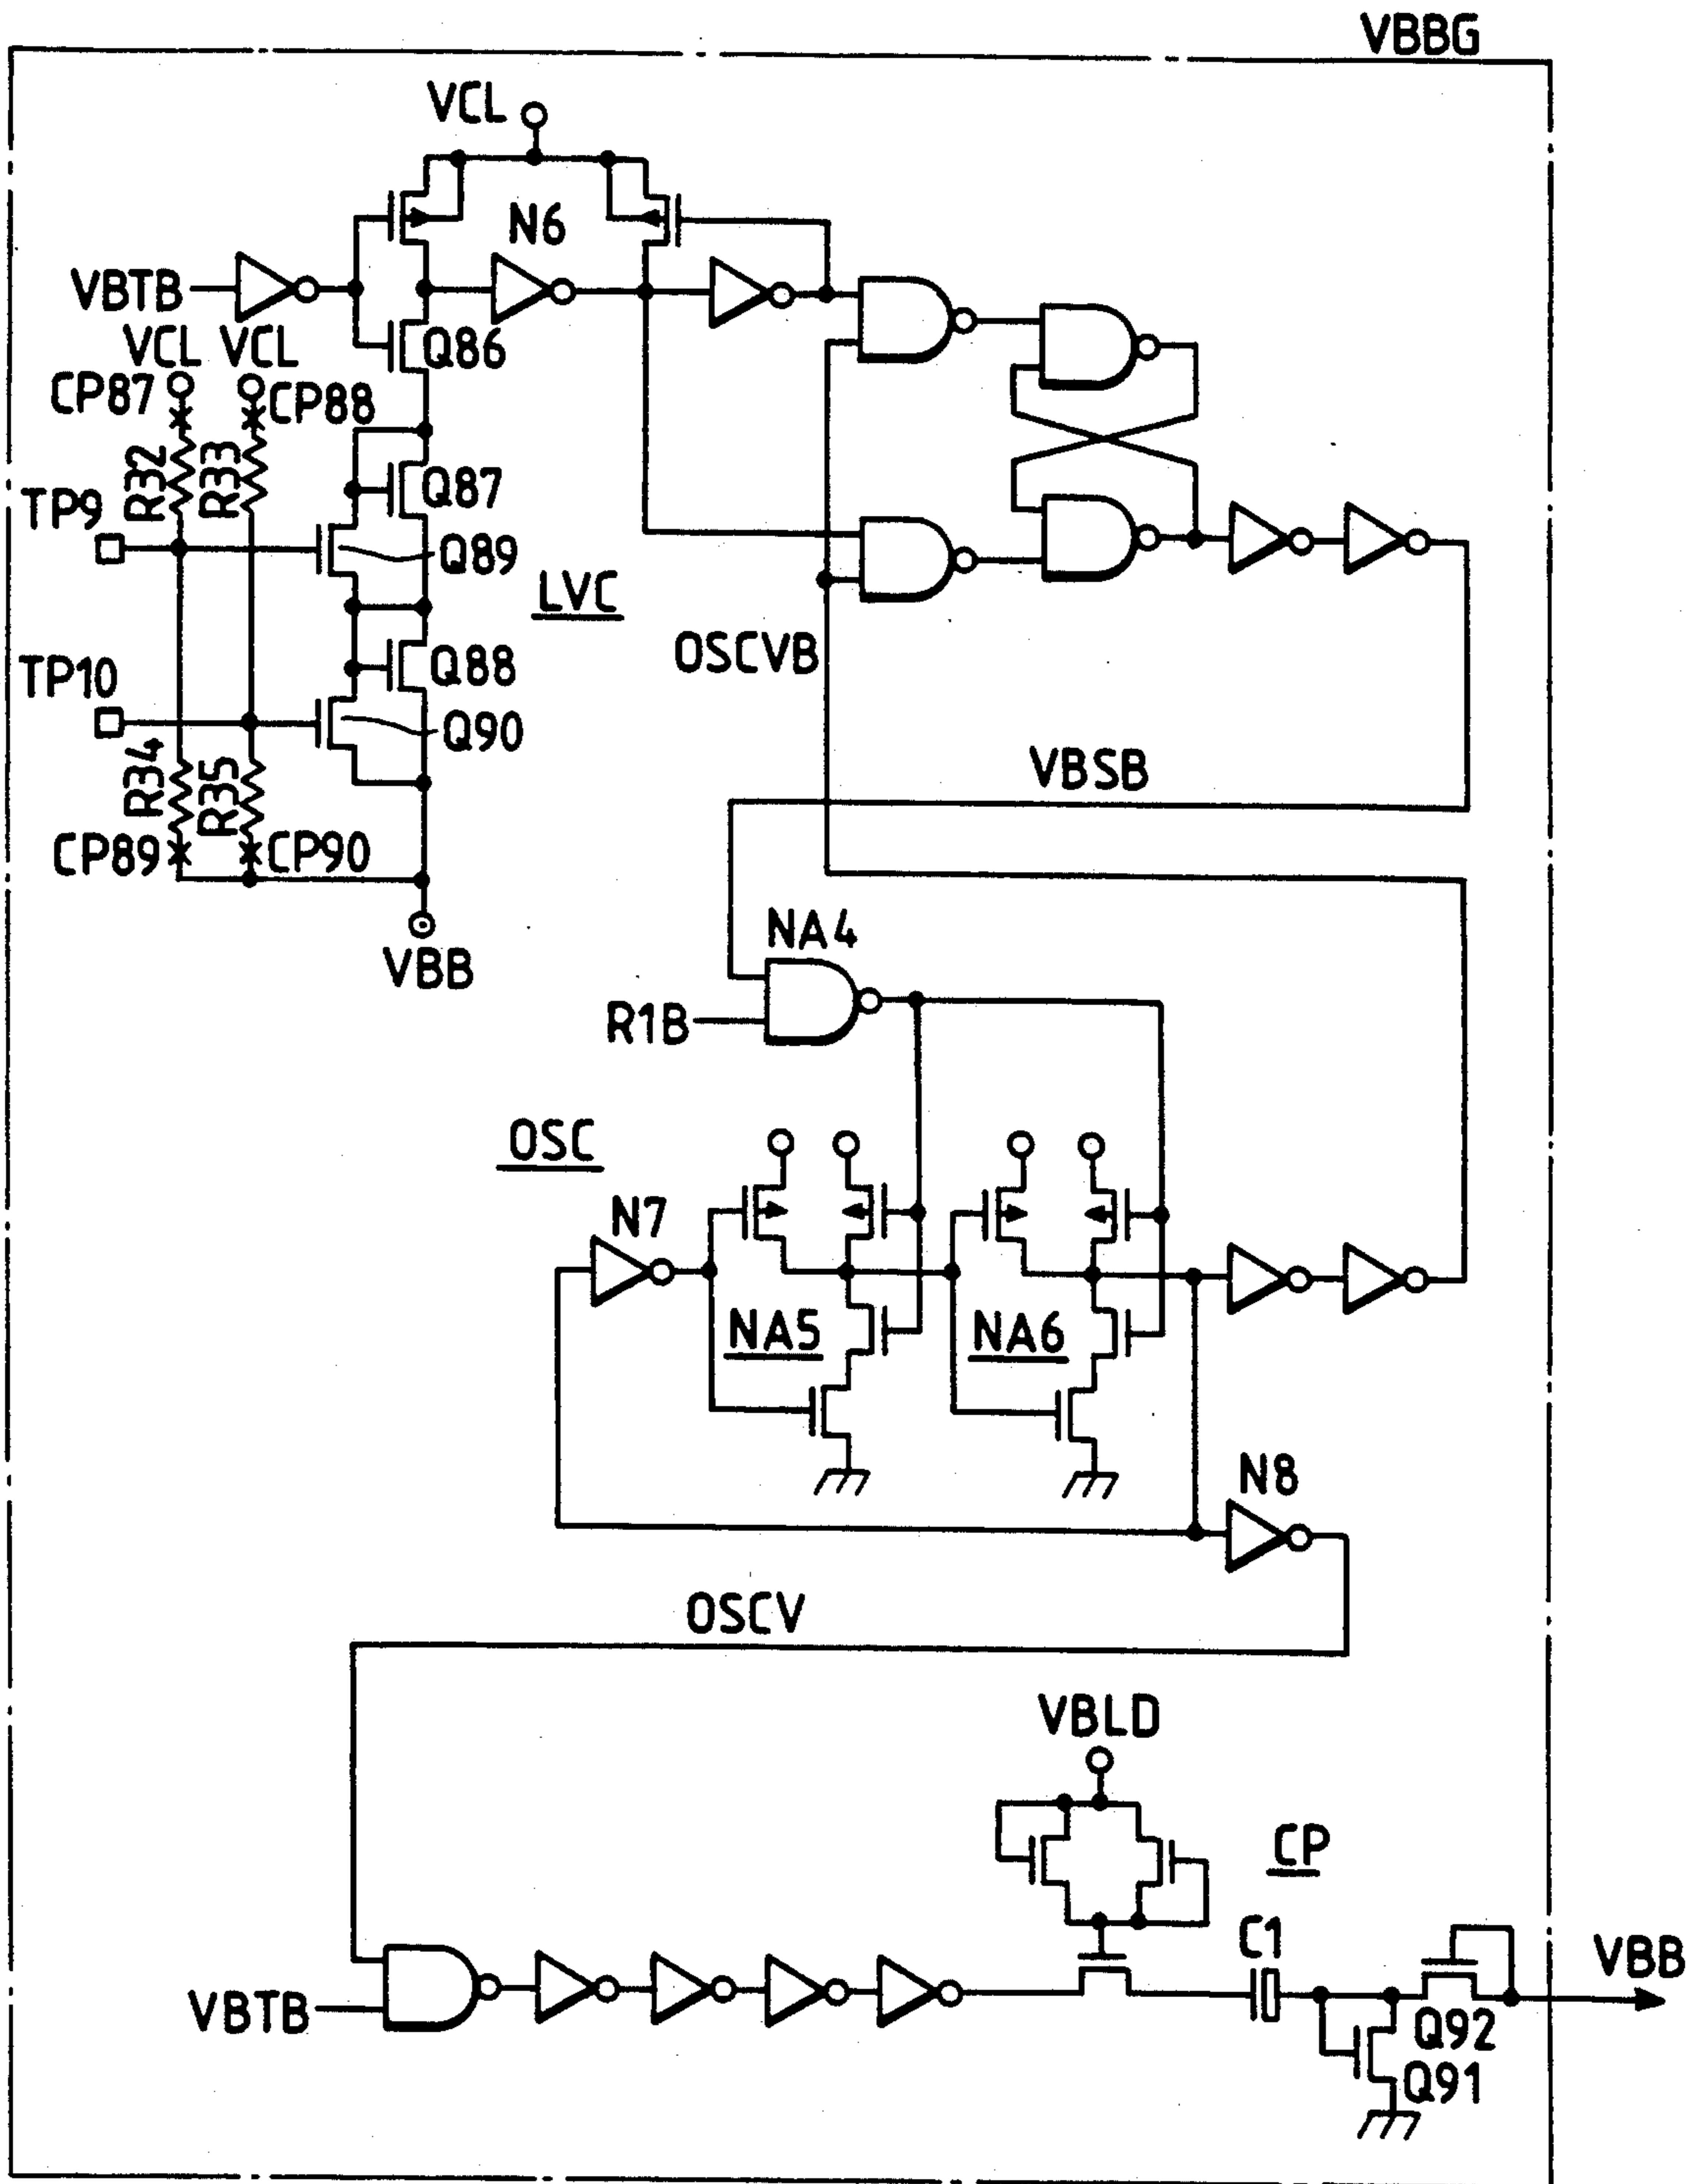 VBBG
VCL
N6
VBTB
VCL VCL
Q86
CP87
CP88
R32
R33
Q87
TP9
Q89
LVC
OSCVB
Q88
TP10
Q90
R34
R35
VBSB
CP89
CP90
NA4
VBB
R1B
OSC
N7
NA5
NA6
N8
OSCV
VBLD
CP
C1
VBB
VBTB
Q92
Q91